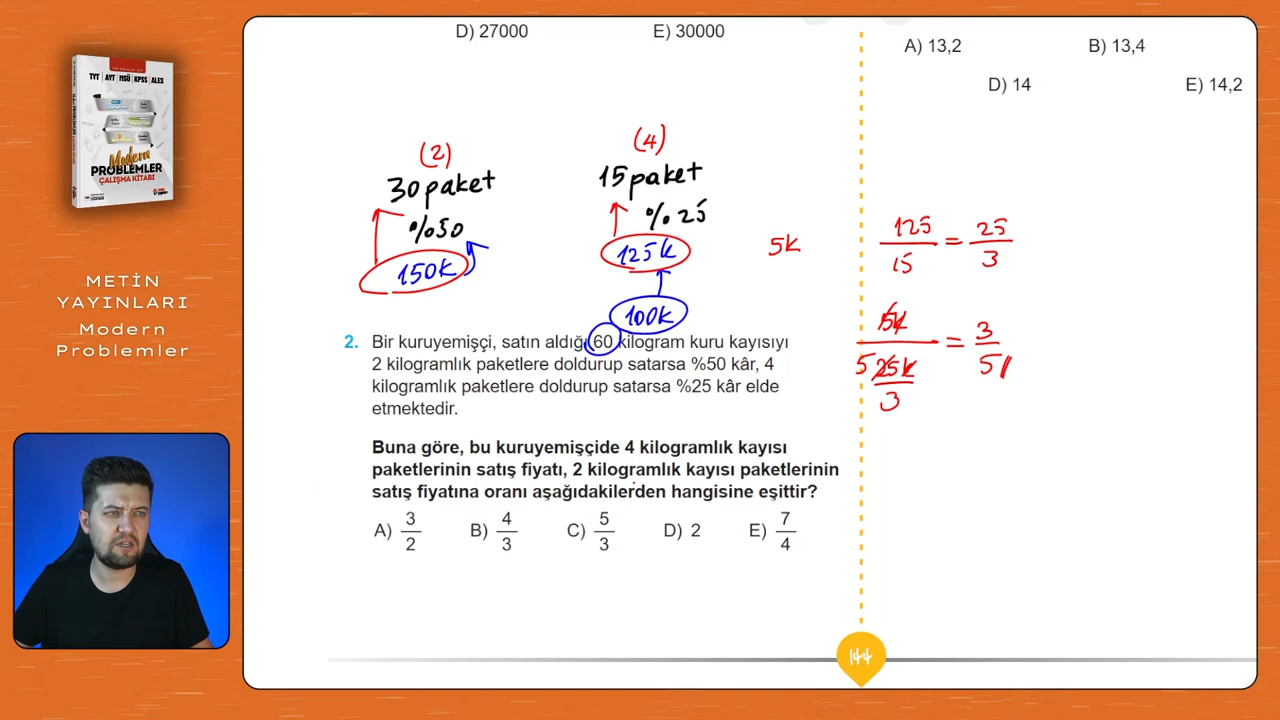 TYT AYT MSÜ KPSS ALES
Modern
PROBLEMLER
ÇALIŞMA KİTABI
METİN
YAYINLARI
Modern
Problemler
D) 27000 E) 30000
A) 13,2 B) 13,4
D) 14 E) 14,2
(2) (4)
30 paket 15 paket
%50 %25
150k 125k 5k
100k
125/15 = 25/3
5k/(25k/3) 5 = 3/5
2. Bir kuruyemişçi, satın aldığı 60 kilogram kuru kayısıyı
2 kilogramlık paketlere doldurup satarsa %50 kâr, 4
kilogramlık paketlere doldurup satarsa %25 kâr elde
etmektedir.
Buna göre, bu kuruyemişçide 4 kilogramlık kayısı
paketlerinin satış fiyatı, 2 kilogramlık kayısı paketlerinin
satış fiyatına oranı aşağıdakilerden hangisine eşittir?
A) 3/2 B) 4/3 C) 5/3 D) 2 E) 7/4
144